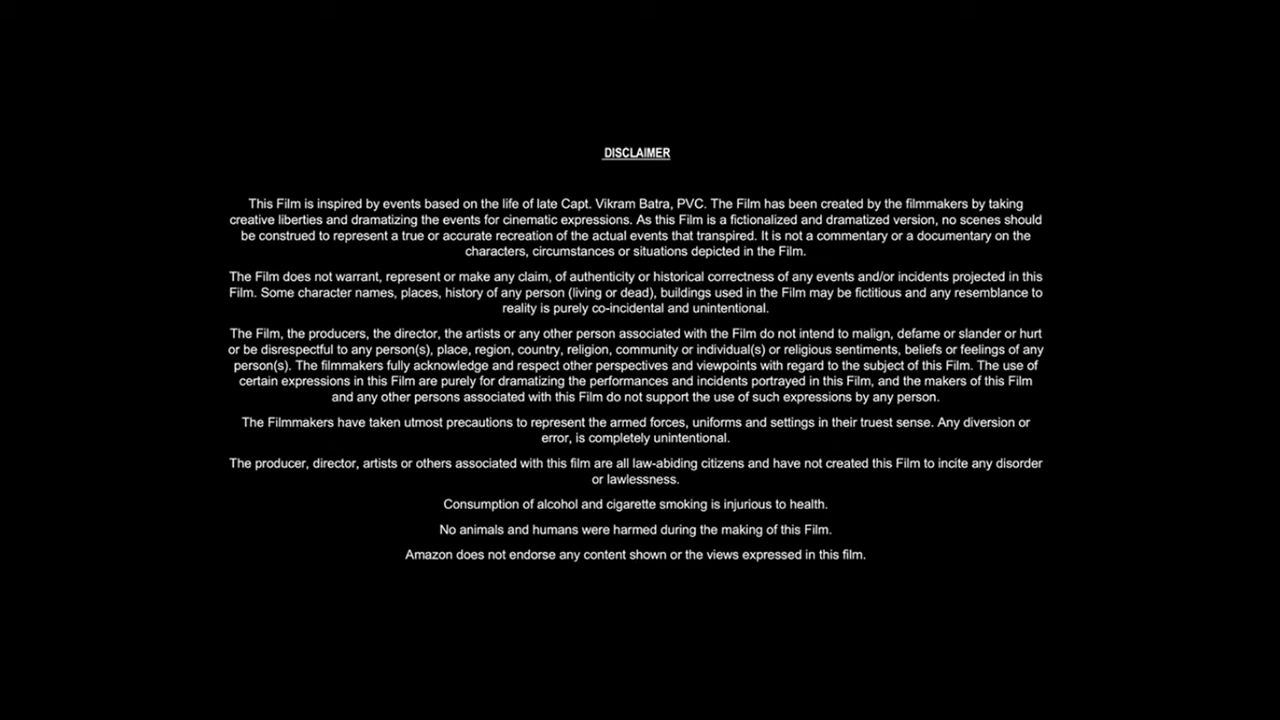 DISCLAIMER
This Film is inspired by events based on the life of late Capt. Vikram Batra, PVC. The Film has been created by the filmmakers by taking
creative liberties and dramatizing the events for cinematic expressions. As this Film is a fictionalized and dramatized version, no scenes should
be construed to represent a true or accurate recreation of the actual events that transpired. It is not a commentary or a documentary on the
characters, circumstances or situations depicted in the Film.
The Film does not warrant, represent or make any claim, of authenticity or historical correctness of any events and/or incidents projected in this
Film. Some character names, places, history of any person (living or dead), buildings used in the Film may be fictitious and any resemblance to
reality is purely co-incidental and unintentional.
The Film, the producers, the director, the artists or any other person associated with the Film do not intend to malign, defame or slander or hurt
or be disrespectful to any person(s), place, region, country, religion, community or individual(s) or religious sentiments, beliefs or feelings of any
person(s). The filmmakers fully acknowledge and respect other perspectives and viewpoints with regard to the subject of this Film. The use of
certain expressions in this Film are purely for dramatizing the performances and incidents portrayed in this Film, and the makers of this Film
and any other persons associated with this Film do not support the use of such expressions by any person.
The Filmmakers have taken utmost precautions to represent the armed forces, uniforms and settings in their truest sense. Any diversion or
error, is completely unintentional.
The producer, director, artists or others associated with this film are all law-abiding citizens and have not created this Film to incite any disorder
or lawlessness.
Consumption of alcohol and cigarette smoking is injurious to health.
No animals and humans were harmed during the making of this Film.
Amazon does not endorse any content shown or the views expressed in this film.